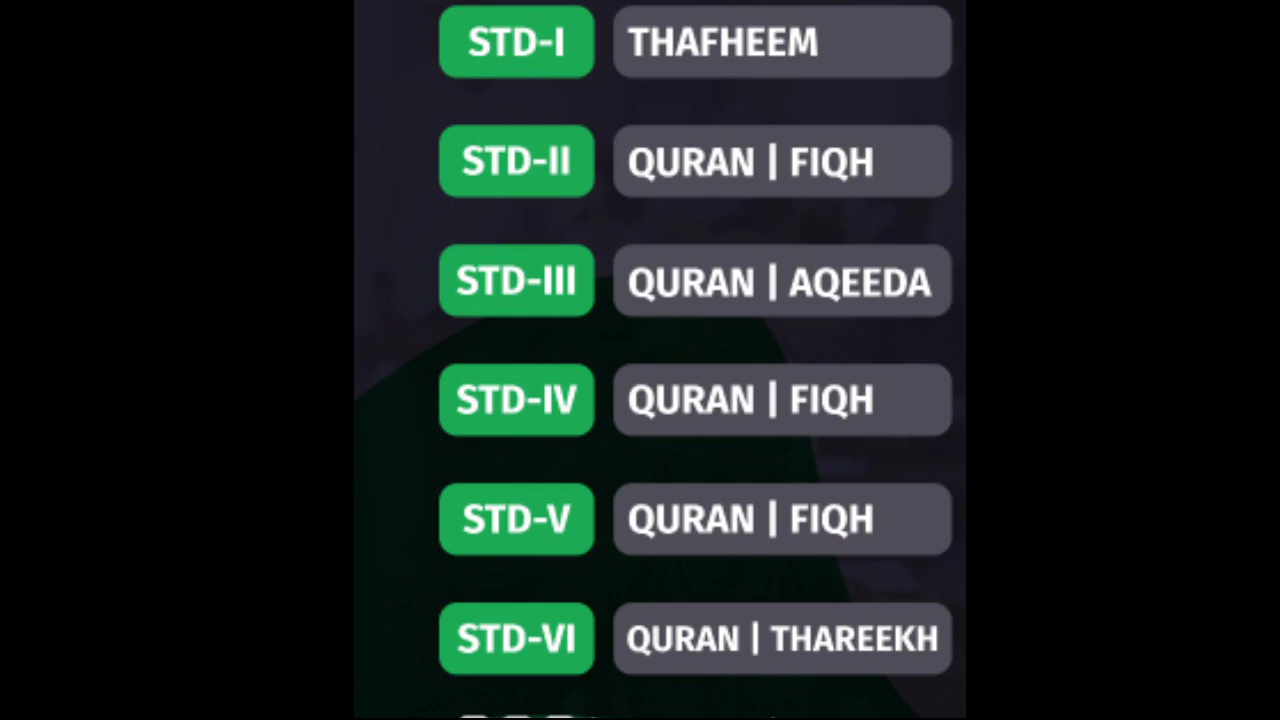 STD-I THAFHEEM
STD-II QURAN | FIQH
STD-III QURAN | AQEEDA
STD-IV QURAN | FIQH
STD-V QURAN | FIQH
STD-VI QURAN | THAREEKH